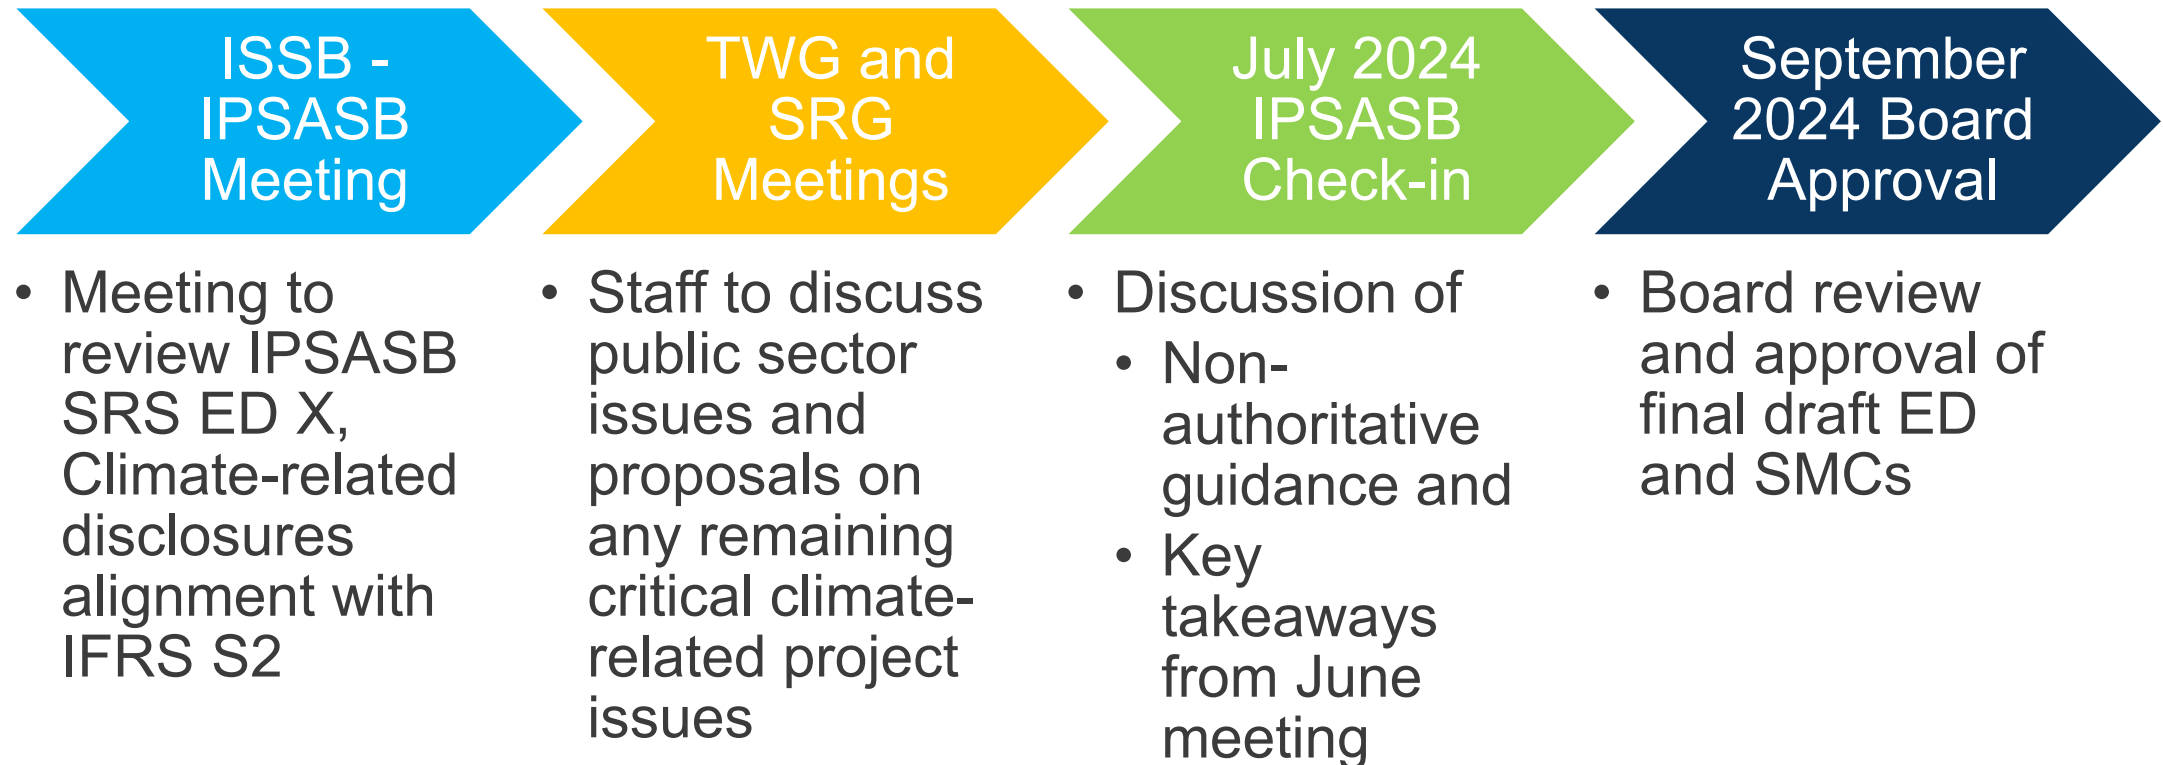 ISSB -
IPSASB
Meeting
• Meeting to
review IPSASB
SRS ED X,
Climate-related
disclosures
alignment with
IFRS S2
TWG and
SRG
Meetings
• Staff to discuss
public sector
issues and
proposals on
any remaining
critical climate-
related project
issues
July 2024
IPSASB
Check-in
• Discussion of
• Non-
authoritative
guidance and
• Key
takeaways
from June
meeting
September
2024 Board
Approval
• Board review
and approval of
final draft ED
and SMCs